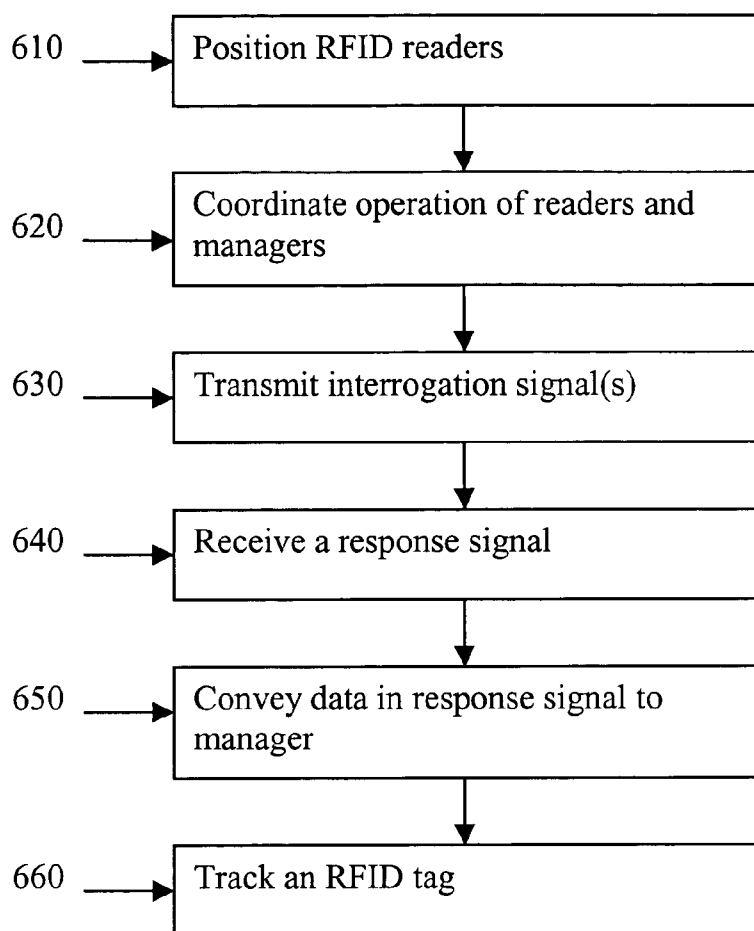 610
Position RFID readers
620
Coordinate operation of readers and
managers
630
Transmit interrogation signal(s)
640
Receive a response signal
650
Convey data in response signal to
manager
660
Track an RFID tag